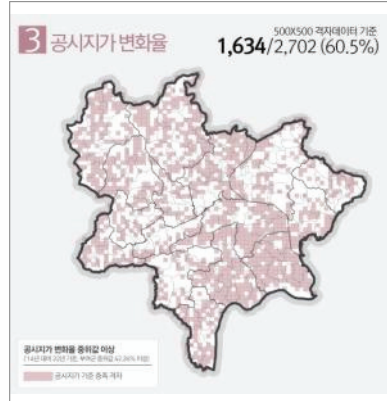 3 공시지가 변화율
500X500 격자데이터 기준
1,634/2,702 (60.5%)
공시지가 변화율 중위값 이상
공시지가 기준 충족 격자